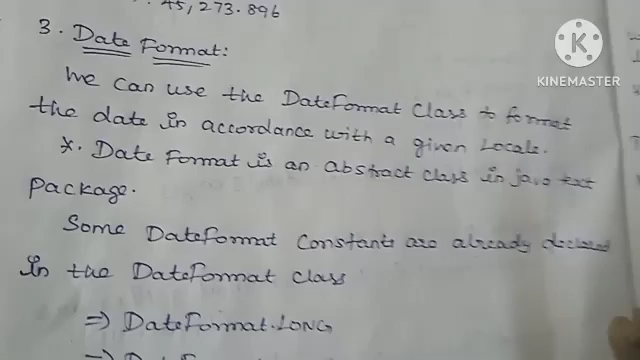 45,273.896
3. Date Format:
We can use the DateFormat Class to format
the date in accordance with a given Locale.
*. Date Format is an abstract class in java text
package.
Some DateFormat Constants are already declared
in the DateFormat class
⇒ DateFormat.LONG
KINEMASTER